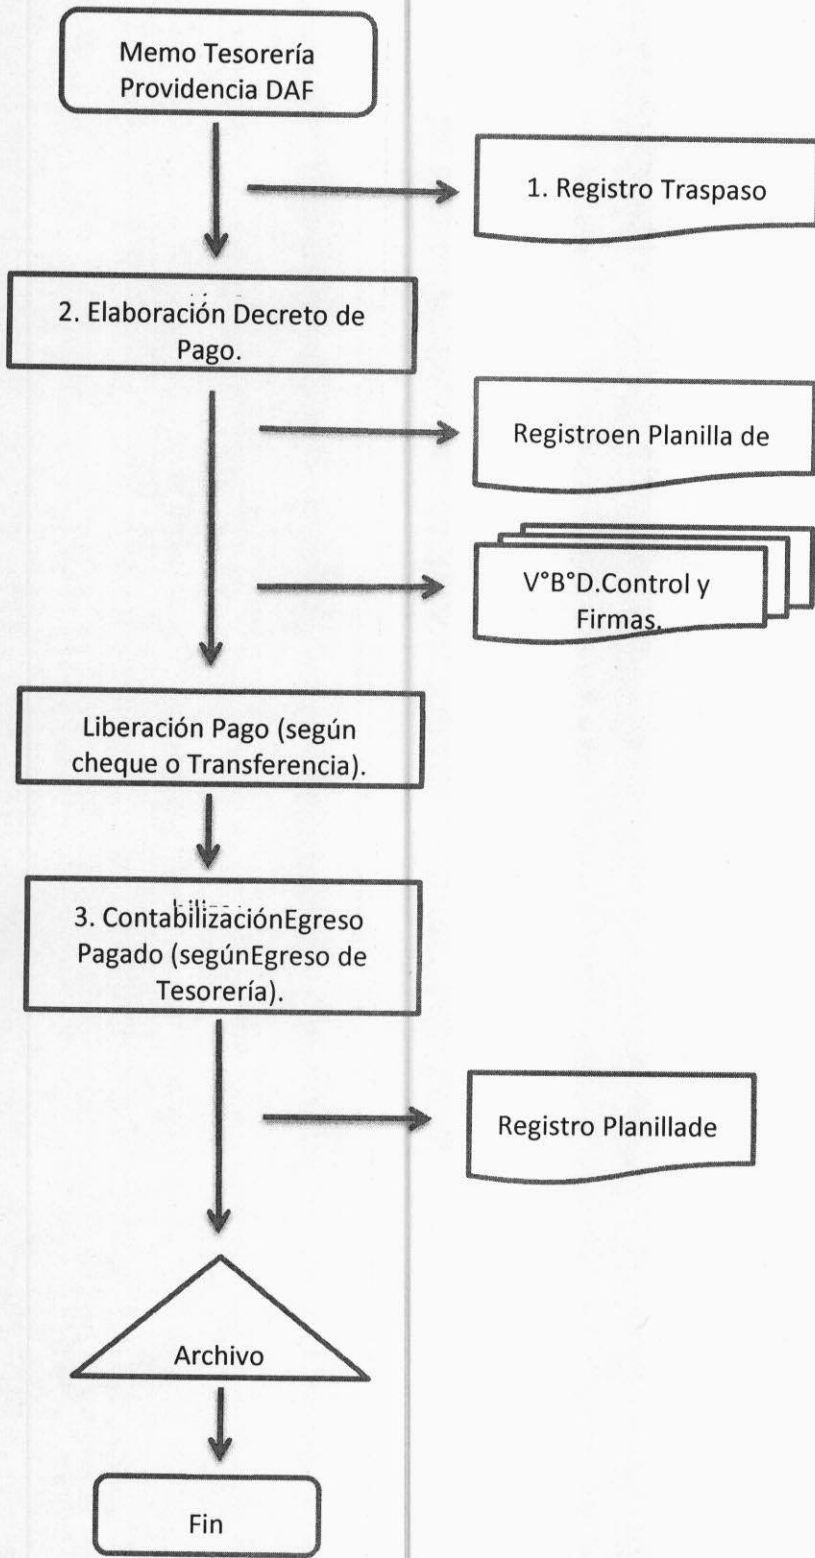 Memo Tesorería
Providencia DAF
1. Registro Traspaso
2. Elaboración Decreto de
Pago.
Registroen Planilla de
V°B°D.Control y
Firmas.
Liberación Pago (según
cheque o Transferencia).
3. ContabilizaciónEgreso
Pagado (segúnEgreso de
Tesorería).
Registro Planillade
Archivo
Fin